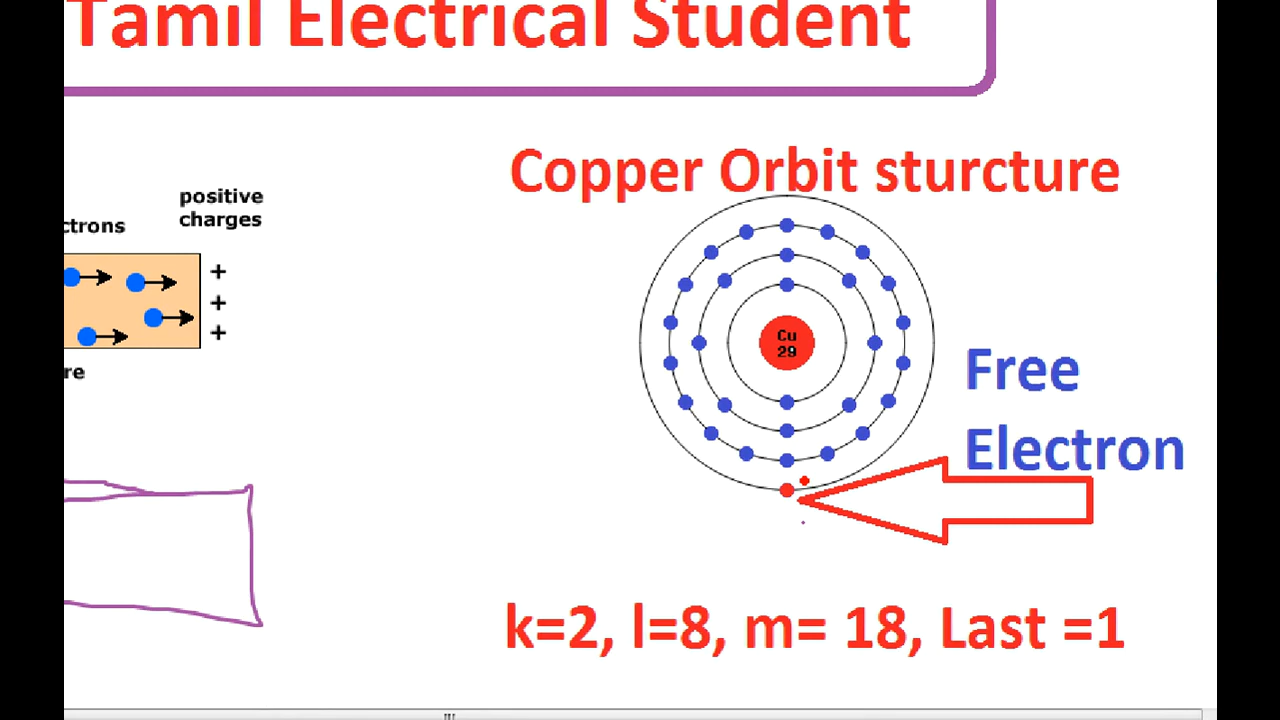 Tamil Electrical Student
Copper Orbit sturcture
positive
charges
ctrons
+
+
+
re
Cu
29
Free
Electron
k=2, l=8, m= 18, Last =1